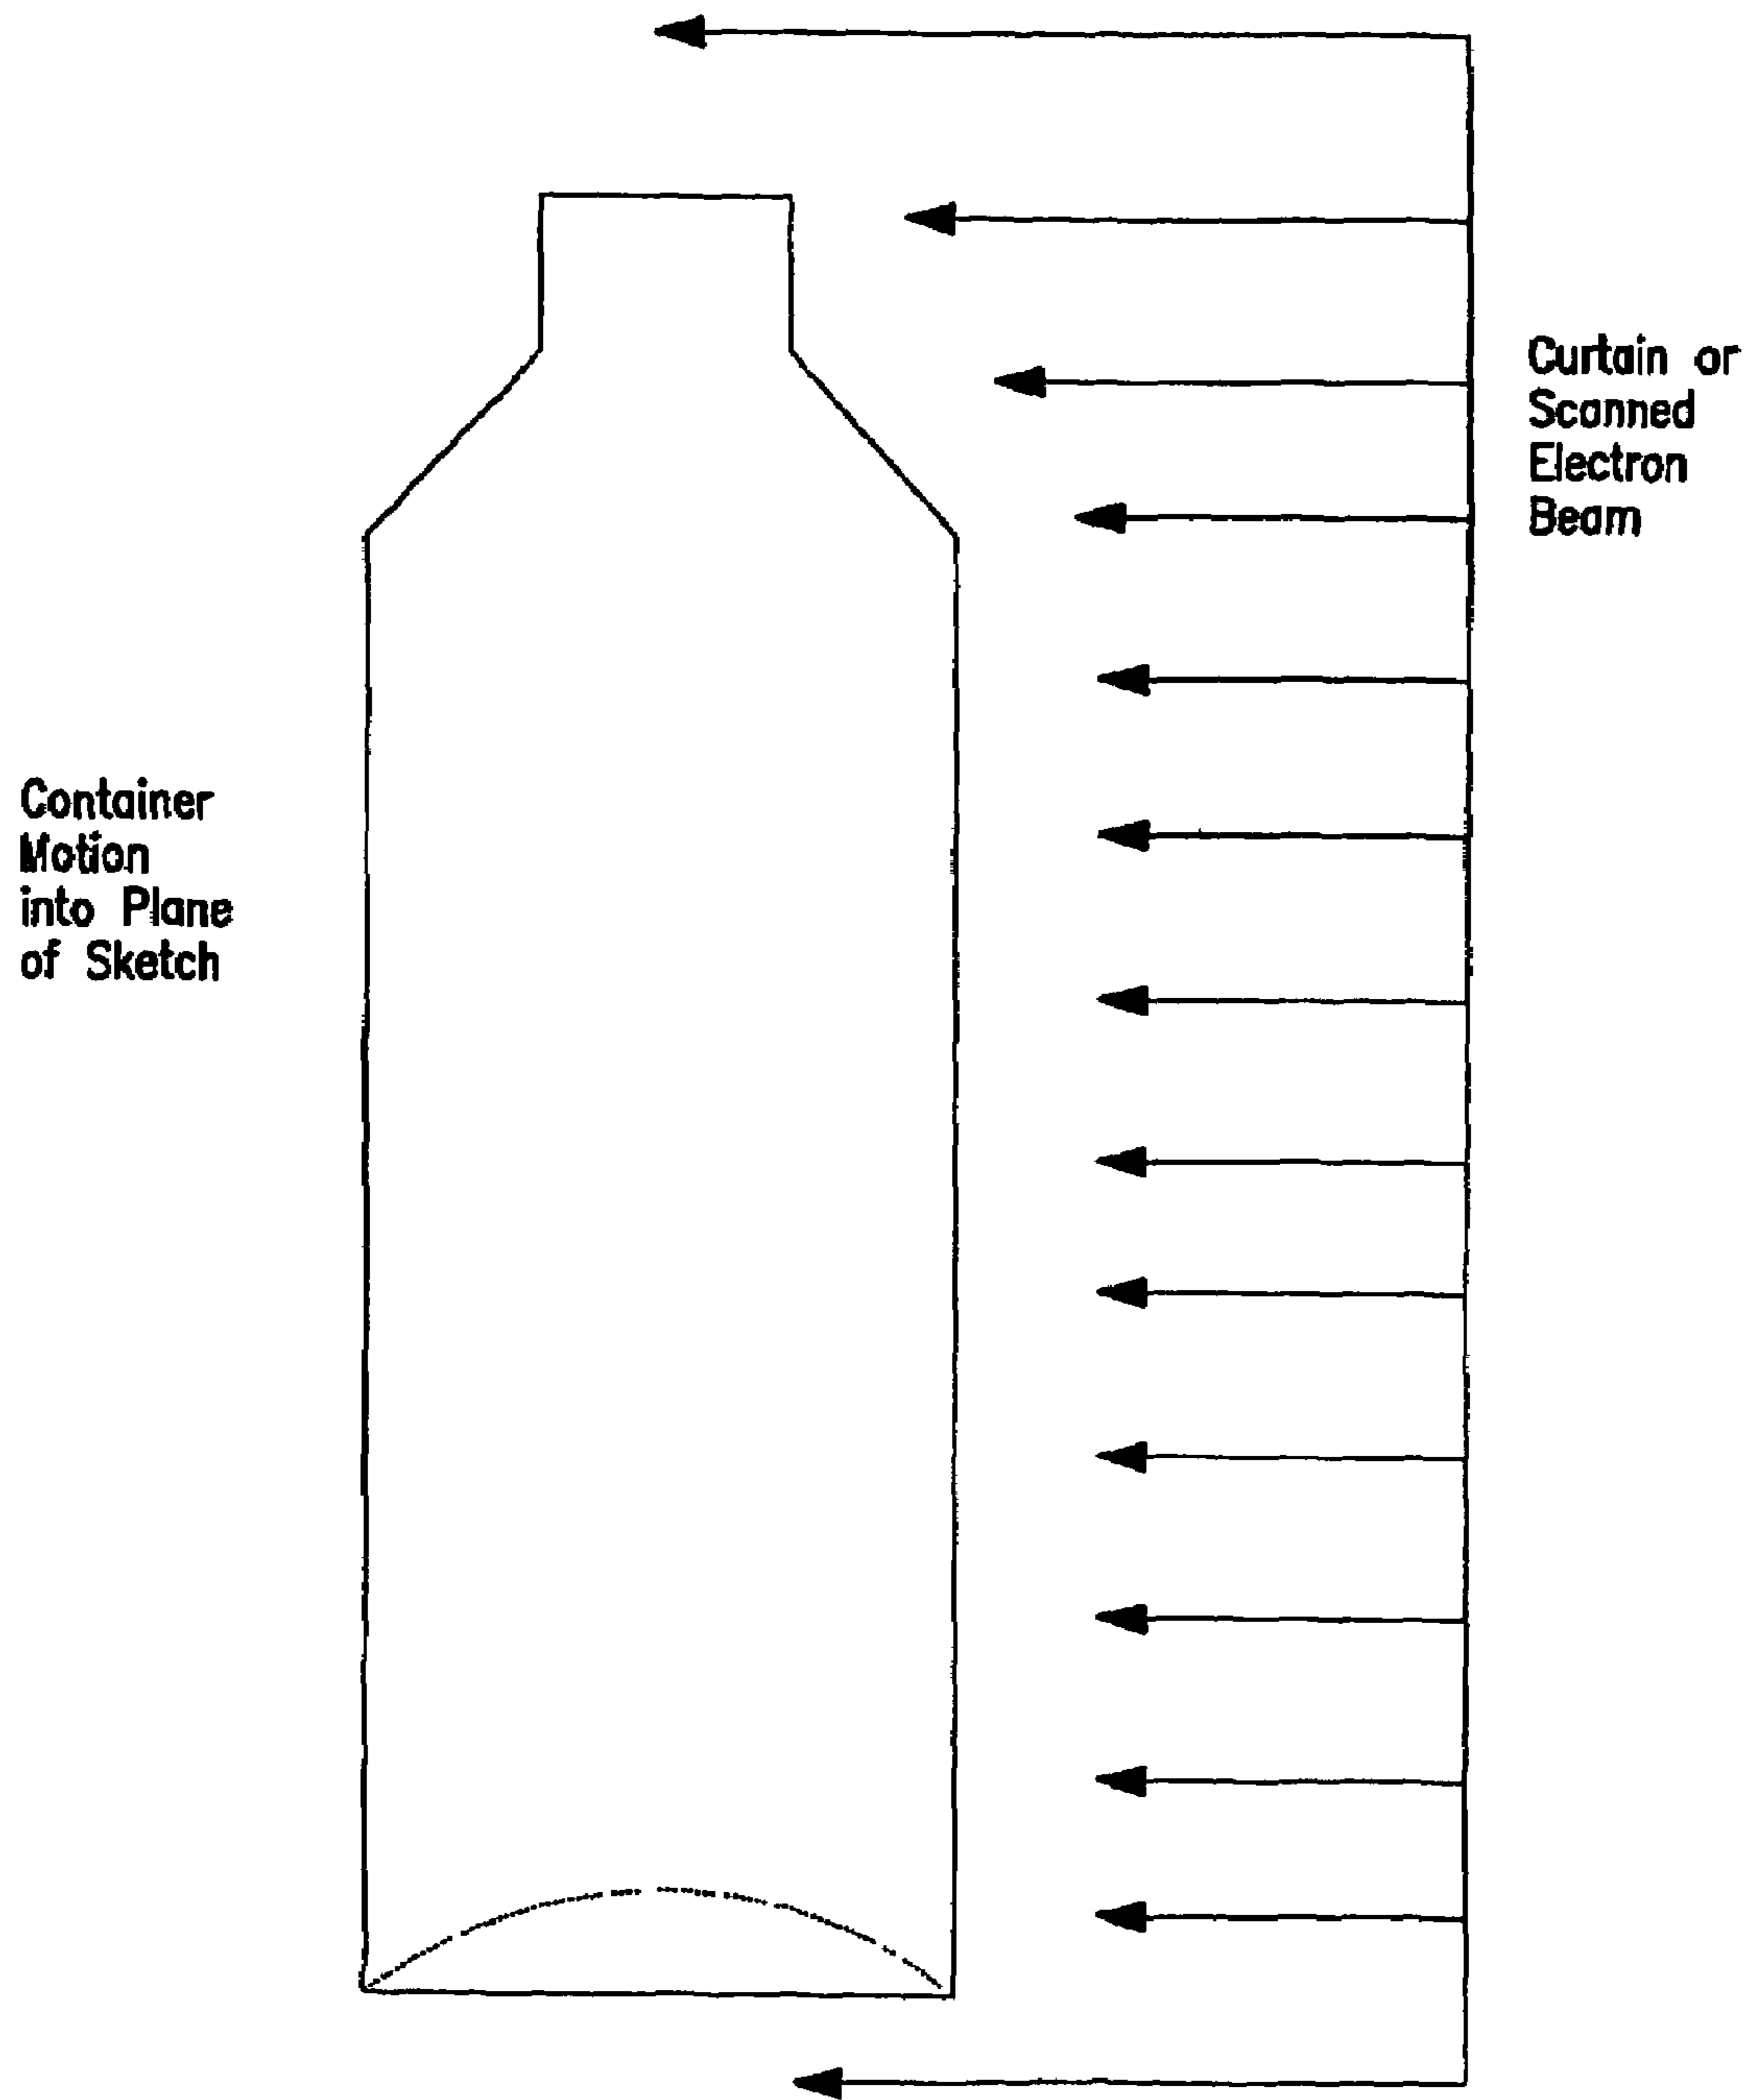 Curtain or
Scanned
Electron
Beam
Container
Motion
into Plane
of Sketch